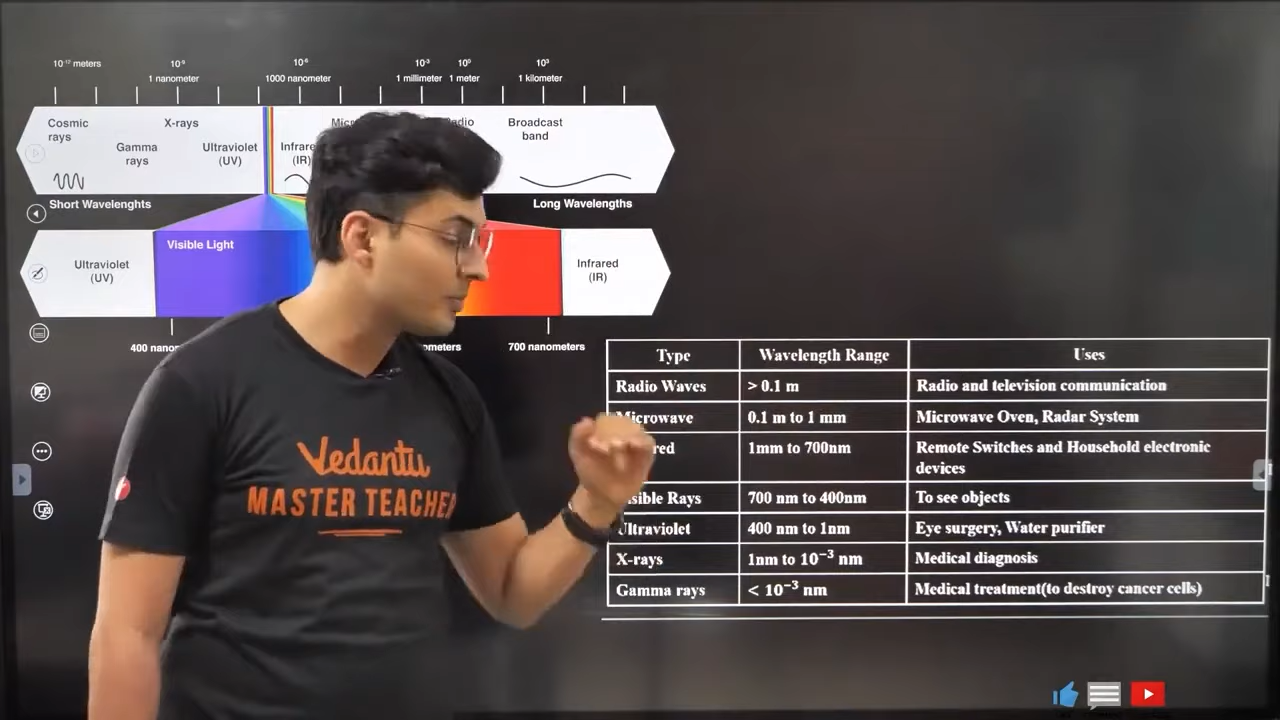 10⁻¹² meters
10⁻⁹
10⁻⁶
10⁻³
10⁰
10³
1 nanometer
1000 nanometer
1 millimeter
1 meter
1 kilometer
Cosmic
rays
Gamma
rays
X-rays
Ultraviolet
(UV)
Infrared
(IR)
Broadcast
band
Short Wavelenghts
Long Wavelengths
Ultraviolet
(UV)
Visible Light
Infrared
(IR)
700 nanometers
Vedantu
MASTER TEACHER
Type Wavelength Range Uses
Radio Waves > 0.1 m Radio and television communication
Microwave 0.1 m to 1 mm Microwave Oven, Radar System
1mm to 700nm Remote Switches and Household electronic
devices
Visible Rays 700 nm to 400nm To see objects
Ultraviolet 400 nm to 1nm Eye surgery, Water purifier
X-rays 1nm to 10⁻³ nm Medical diagnosis
Gamma rays < 10⁻³ nm Medical treatment(to destroy cancer cells)